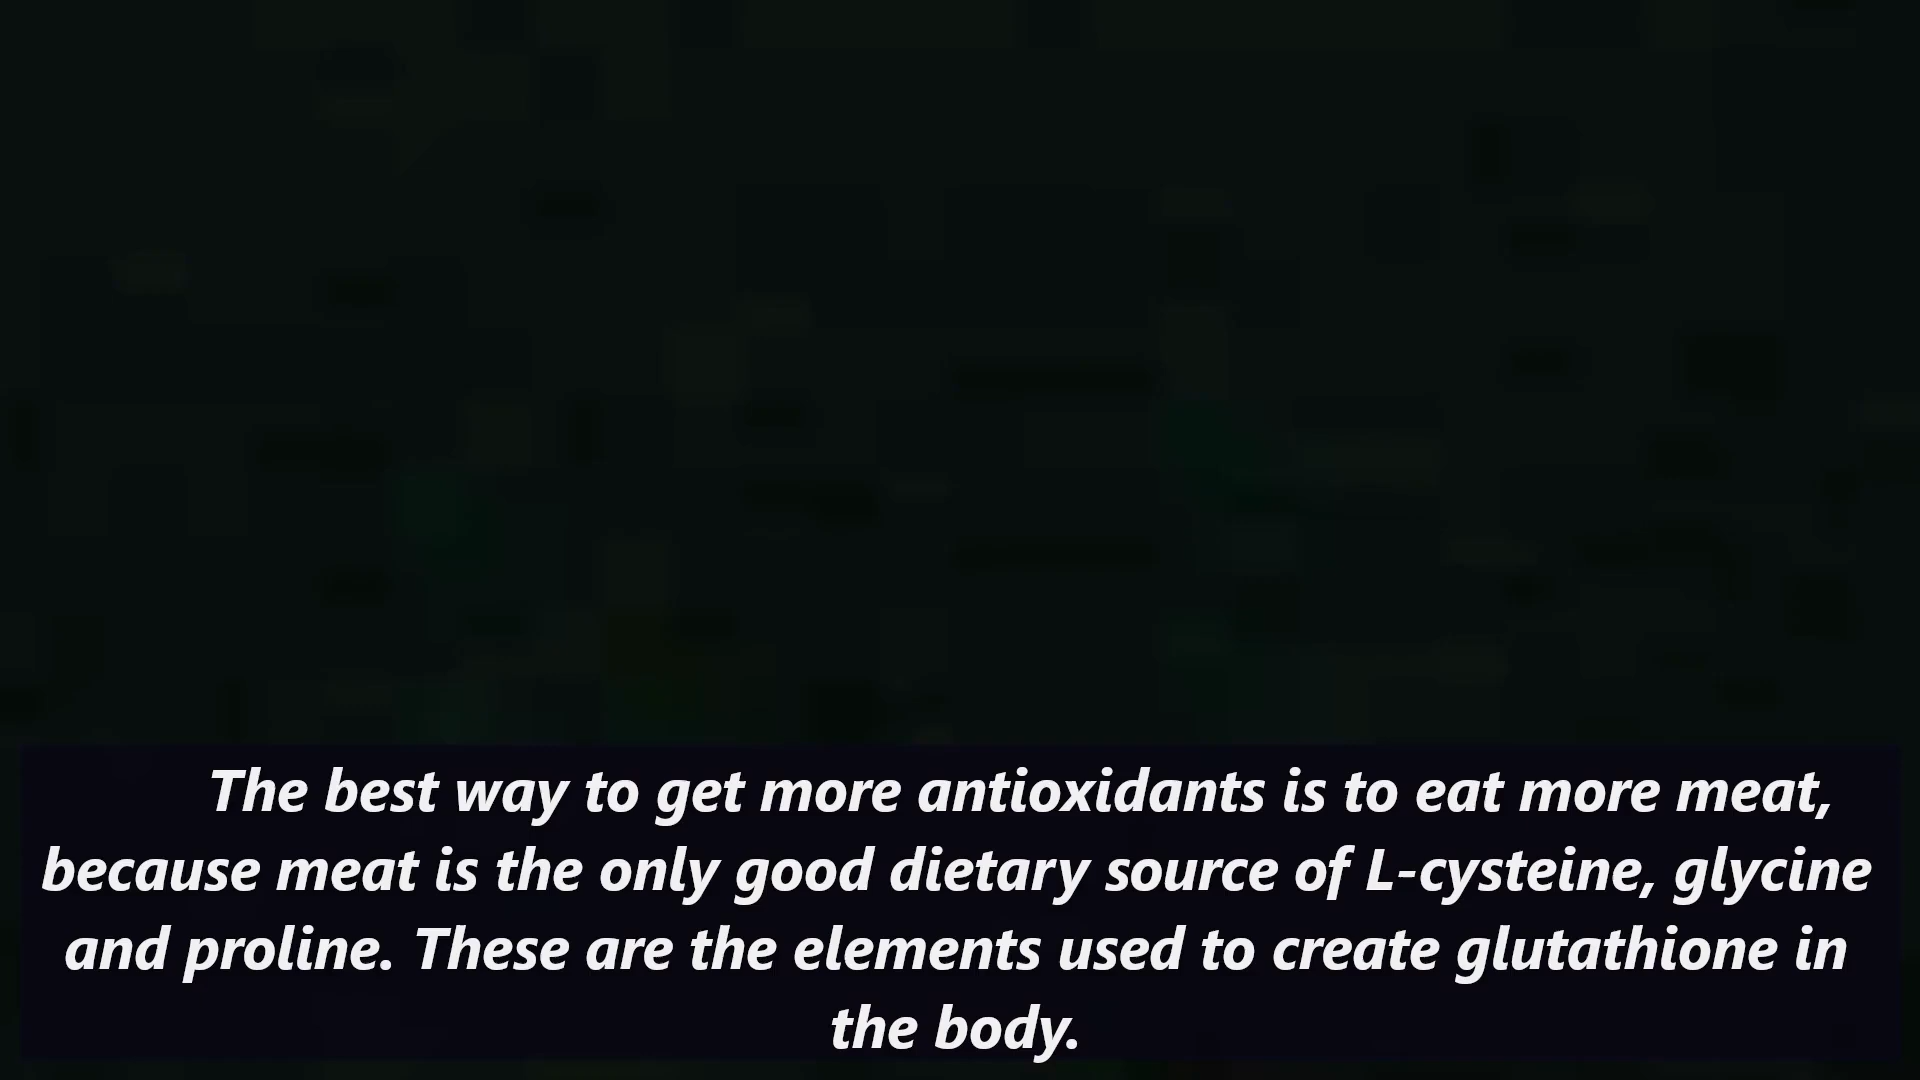 The best way to get more antioxidants is to eat more meat,
because meat is the only good dietary source of L-cysteine, glycine
and proline. These are the elements used to create glutathione in
the body.